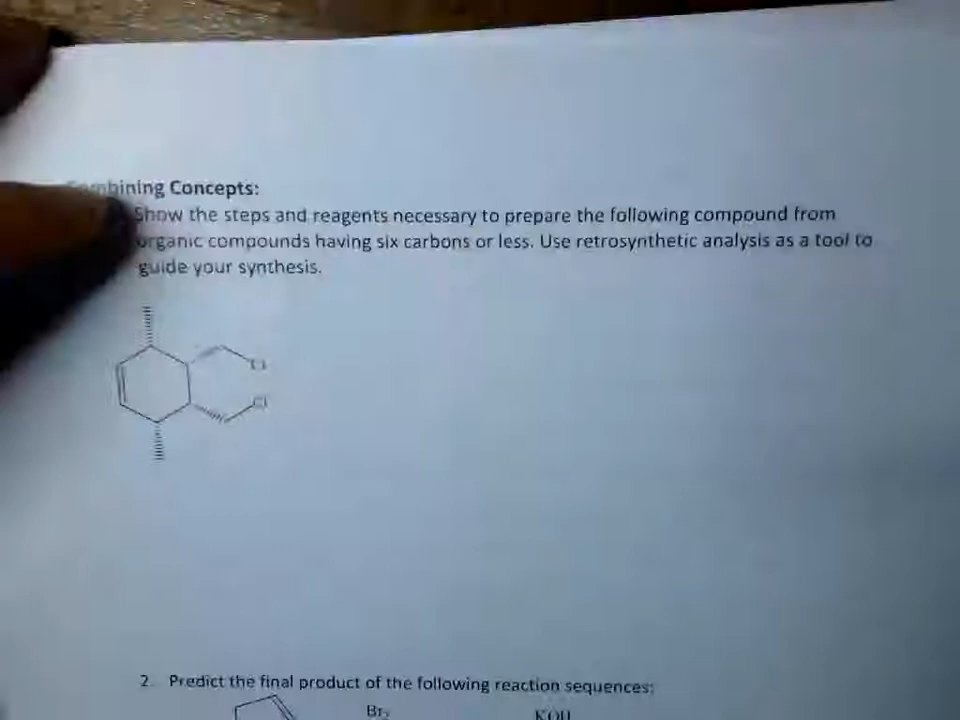 Combining Concepts:
Show the steps and reagents necessary to prepare the following compound from
organic compounds having six carbons or less. Use retrosynthetic analysis as a tool to
guide your synthesis.
Cl
Cl
2. Predict the final product of the following reaction sequences:
Br₂ KOH